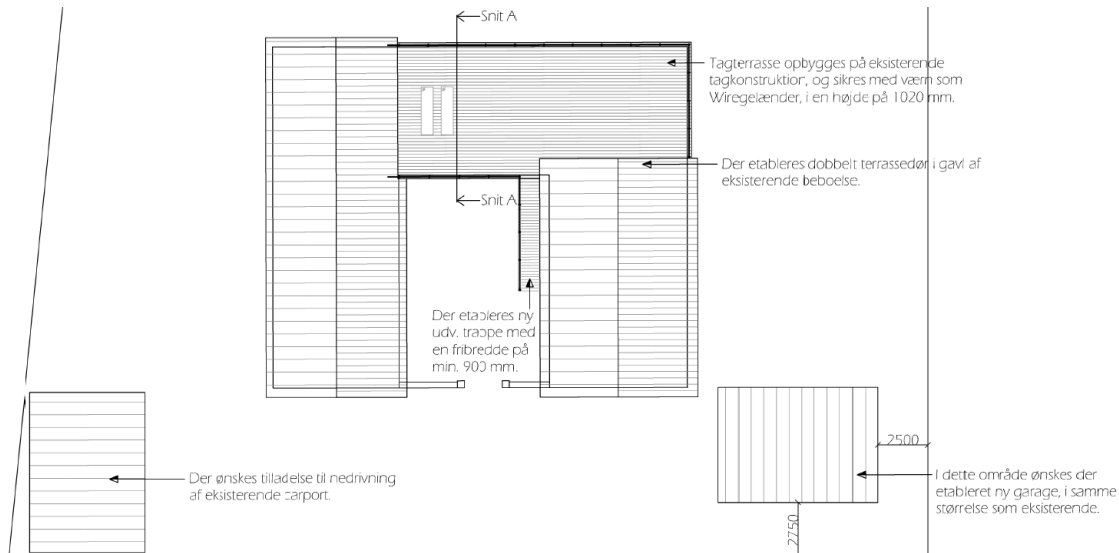 Snit A
Tagterrasse opbygges på eksisterende
tagkonstruktion, og sikres med værn som
Wiregelænder, i en højde på 1020 mm.
Der etableres dobbelt terrassedør i gavl af
eksisterende beboelse.
Snit A
Der etableres ny
udv. trappe med
en fribredde på
min. 900 mm.
2500
Der ønskes tilladelse til nedrivning
af eksisterende carport.
I dette område ønskes der
etableret ny garage, i samme
størrelse som eksisterende.
2750